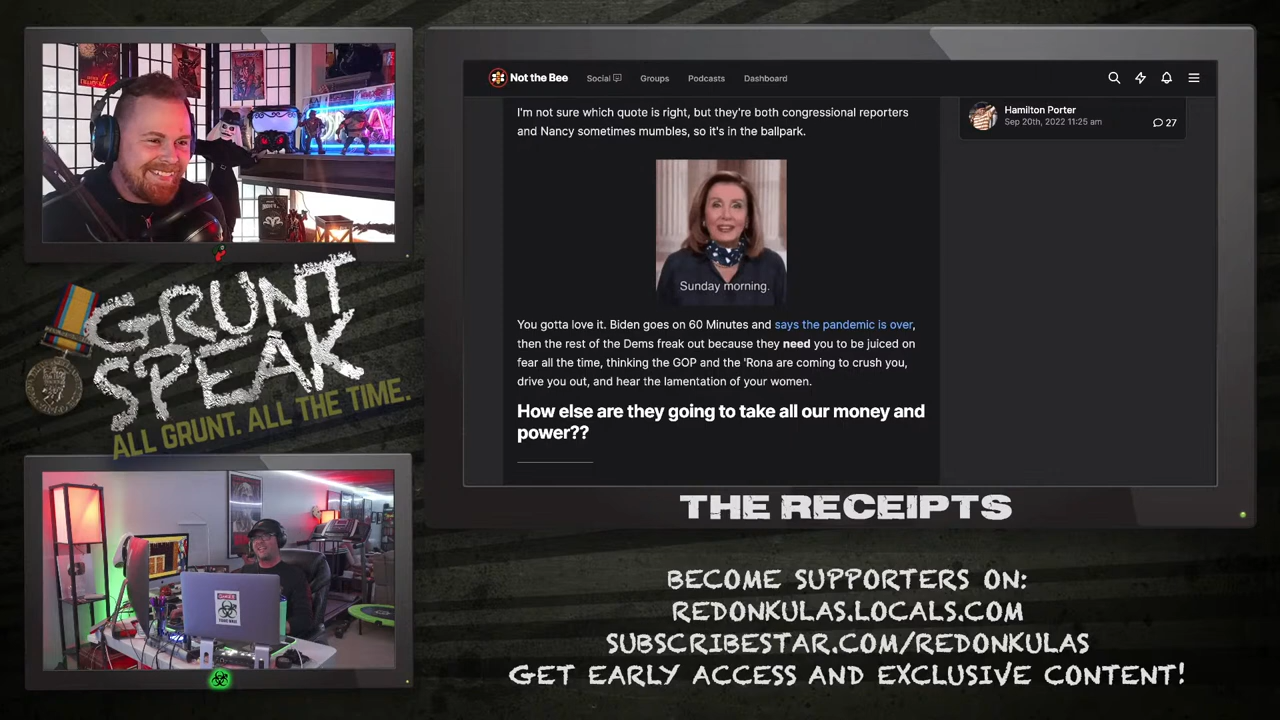 GRUNT
SPEAK
ALL GRUNT. ALL THE TIME.
Not the Bee
Social
Groups
Podcasts
Dashboard
I'm not sure which quote is right, but they're both congressional reporters
and Nancy sometimes mumbles, so it's in the ballpark.
Sunday morning.
You gotta love it. Biden goes on 60 Minutes and says the pandemic is over,
then the rest of the Dems freak out because they need you to be juiced on
fear all the time, thinking the GOP and the 'Rona are coming to crush you,
drive you out, and hear the lamentation of your women.
How else are they going to take all our money and
power??
Hamilton Porter
Sep 20th, 2022 11:25 am
27
THE RECEIPTS
BECOME SUPPORTERS ON:
REDONKULAS.LOCALS.COM
SUBSCRIBESTAR.COM/REDONKULAS
GET EARLY ACCESS AND EXCLUSIVE CONTENT!